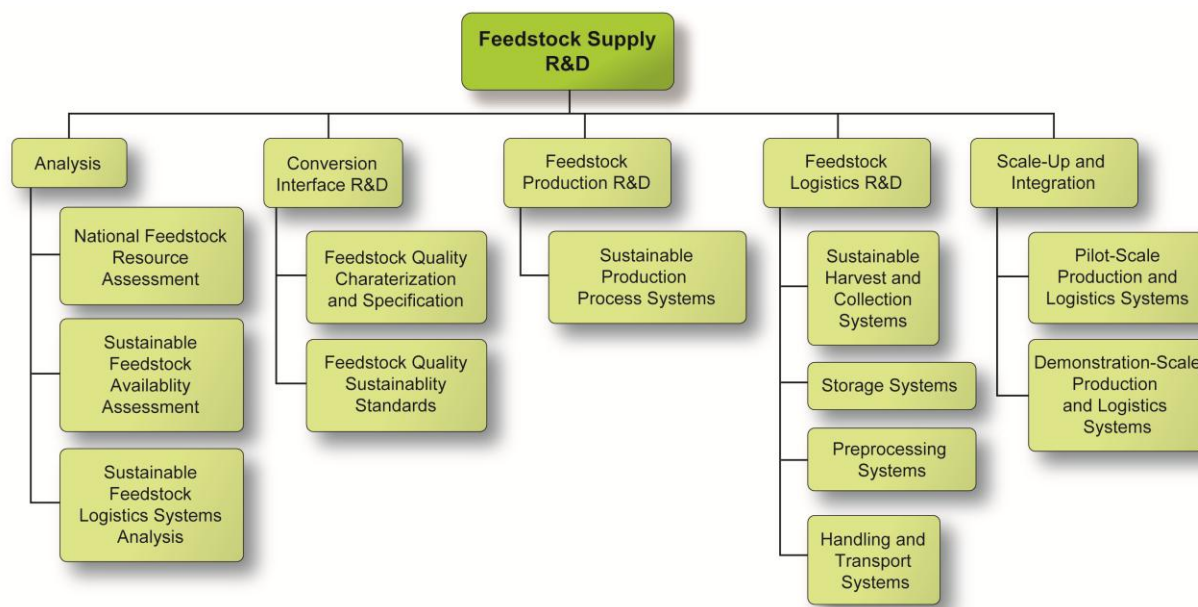 Feedstock Supply
R&D
Analysis
National Feedstock
Resource
Assessment
Sustainable
Feedstock
Availablity
Assessment
Sustainable
Feedstock
Logistics Systems
Analysis
Conversion
Interface R&D
Feedstock Quality
Charaterization
and Specification
Feedstock Quality
Sustainablity
Standards
Feedstock
Production R&D
Sustainable
Production
Process Systems
Feedstock
Logistics R&D
Sustainable
Harvest and
Collection
Systems
Storage Systems
Preprocessing
Systems
Handling and
Transport
Systems
Scale-Up and
Integration
Pilot-Scale
Production and
Logistics Systems
Demonstration-Scale
Production
and Logistics
Systems